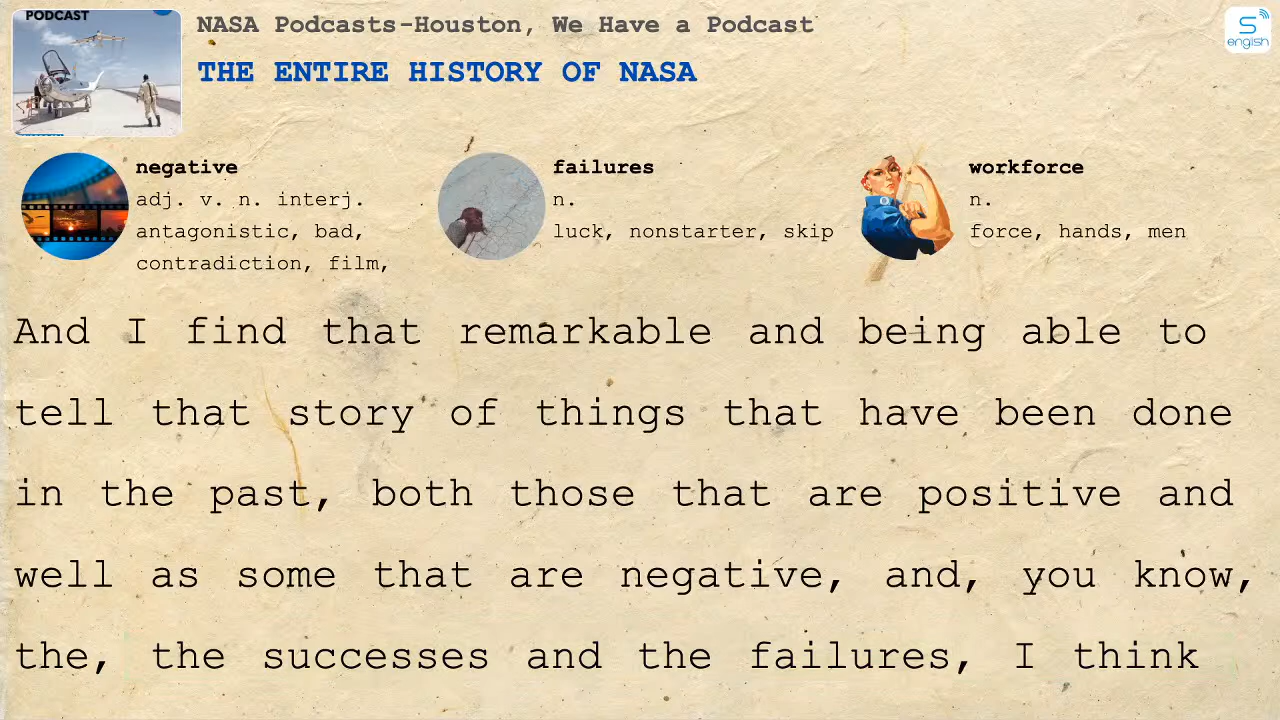 PODCAST
NASA Podcasts-Houston, We Have a Podcast
THE ENTIRE HISTORY OF NASA
S
english
negative
adj. v. n. interj.
antagonistic, bad,
contradiction, film,
failures
n.
luck, nonstarter, skip
workforce
n.
force, hands, men
And I find that remarkable and being able to
tell that story of things that have been done
in the past, both those that are positive and
well as some that are negative, and, you know,
the, the successes and the failures, I think